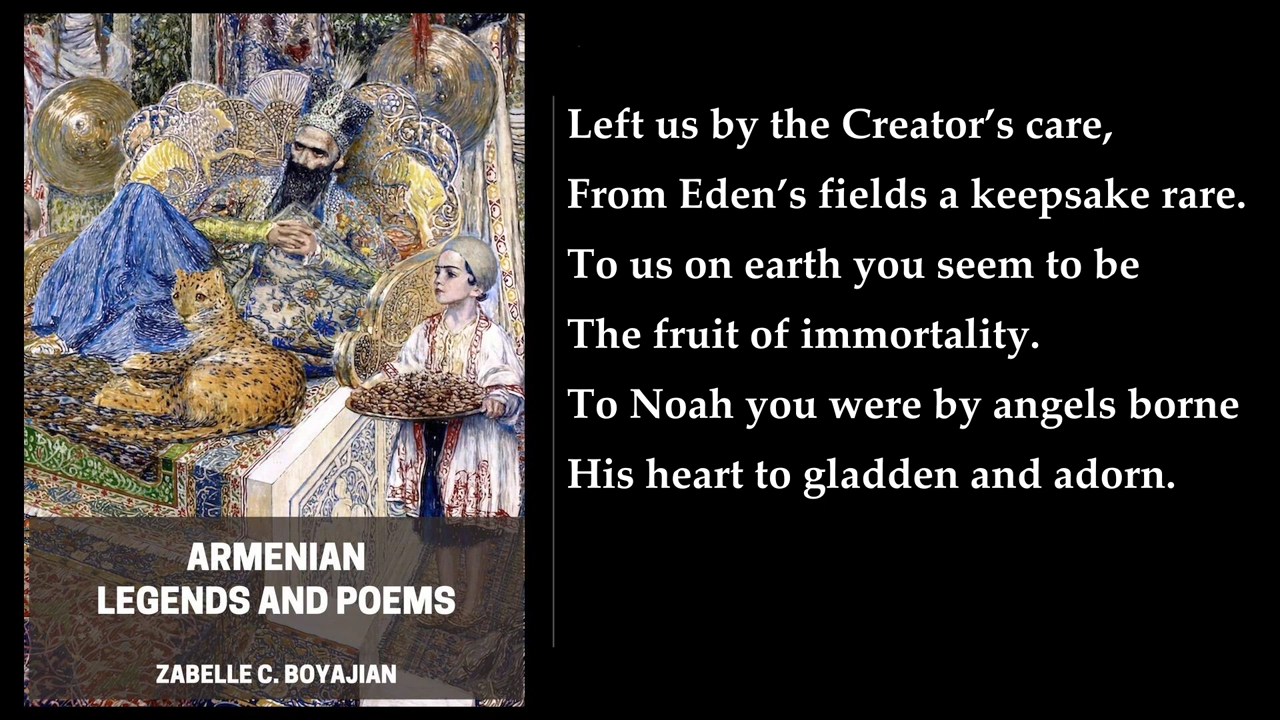 Left us by the Creator’s care,
From Eden’s fields a keepsake rare.
To us on earth you seem to be
The fruit of immortality.
To Noah you were by angels borne
His heart to gladden and adorn.
ARMENIAN
LEGENDS AND POEMS
ZABELLE C. BOYAJIAN